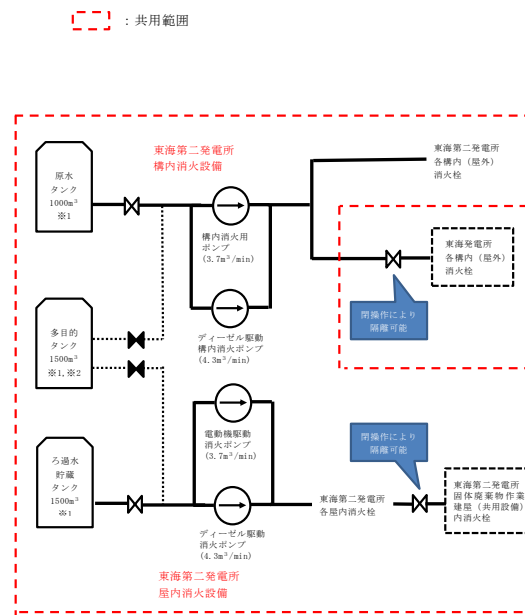 ：共用範囲
東海第二発電所
構内消火設備
原水
タンク
1000m³
※1
構内消火用
ポンプ
(3.7m³/min)
東海第二発電所
各構内（屋外）
消火栓
東海発電所
各構内（屋外）
消火栓
閉操作により
隔離可能
多目的
タンク
1500m³
※1,※2
ディーゼル駆動
構内消火ポンプ
(4.3m³/min)
電動機駆動
消火ポンプ
(3.7m³/min)
閉操作により
隔離可能
ろ過水
貯蔵
タンク
1500m³
※1
東海第二発電所
各屋内消火栓
東海第二発電所
固体廃棄物作業
建屋（共用設備）
内消火栓
ディーゼル駆動
消火ポンプ
(4.3m³/min)
東海第二発電所
屋内消火設備